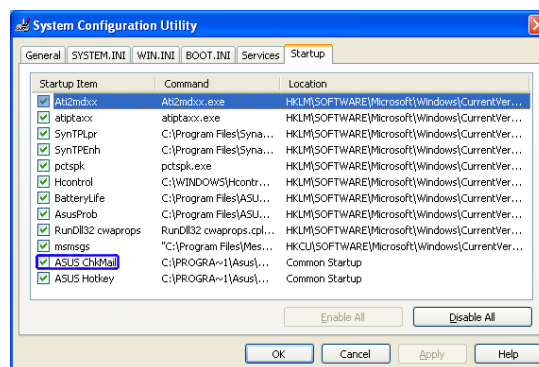 System Configuration Utility
General SYSTEM.INI WIN.INI BOOT.INI Services Startup
Startup Item Command Location
Ati2mdxx Ati2mdxx.exe HKLM\SOFTWARE\Microsoft\Windows\CurrentVer...
atiptaxx atiptaxx.exe HKLM\SOFTWARE\Microsoft\Windows\CurrentVer...
SynTPLpr C:\Program Files\Syna... HKLM\SOFTWARE\Microsoft\Windows\CurrentVer...
SynTPEnh C:\Program Files\Syna... HKLM\SOFTWARE\Microsoft\Windows\CurrentVer...
pctspk pctspk.exe HKLM\SOFTWARE\Microsoft\Windows\CurrentVer...
Hcontrol C:\WINDOWS\Hcontr... HKLM\SOFTWARE\Microsoft\Windows\CurrentVer...
BatteryLife C:\Program Files\ASU... HKLM\SOFTWARE\Microsoft\Windows\CurrentVer...
AsusProb C:\Program Files\ASU... HKLM\SOFTWARE\Microsoft\Windows\CurrentVer...
RunDll32 cwaprops RunDll32 cwaprops.cpl... HKLM\SOFTWARE\Microsoft\Windows\CurrentVer...
msmsgs "C:\Program Files\Mes... HKCU\SOFTWARE\Microsoft\Windows\CurrentVer...
ASUS ChkMail C:\PROGRA~1\Asus\... Common Startup
ASUS Hotkey C:\PROGRA~1\Asus\... Common Startup
Enable All Disable All
OK Cancel Apply Help